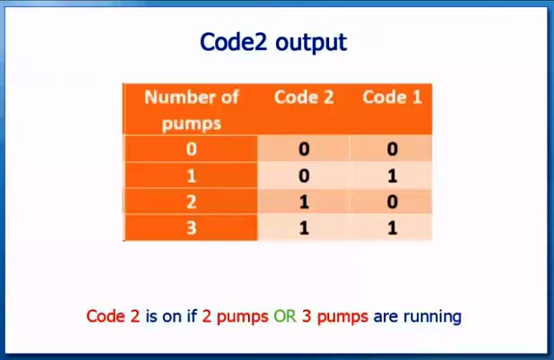 Code2 output
Number of pumps Code 2 Code 1
0 0 0
1 0 1
2 1 0
3 1 1
Code 2 is on if 2 pumps OR 3 pumps are running